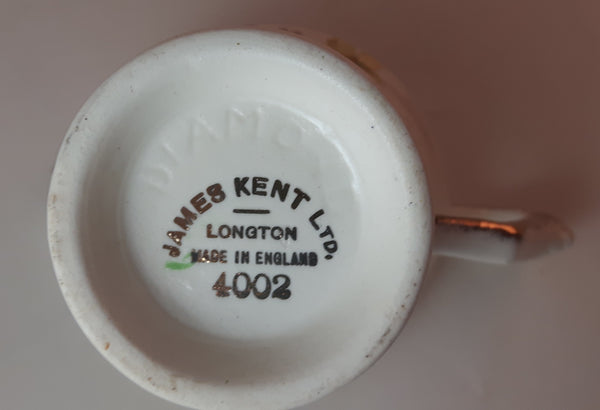 JAMES KENT LTD.
LONGTON
MADE IN ENGLAND
4002